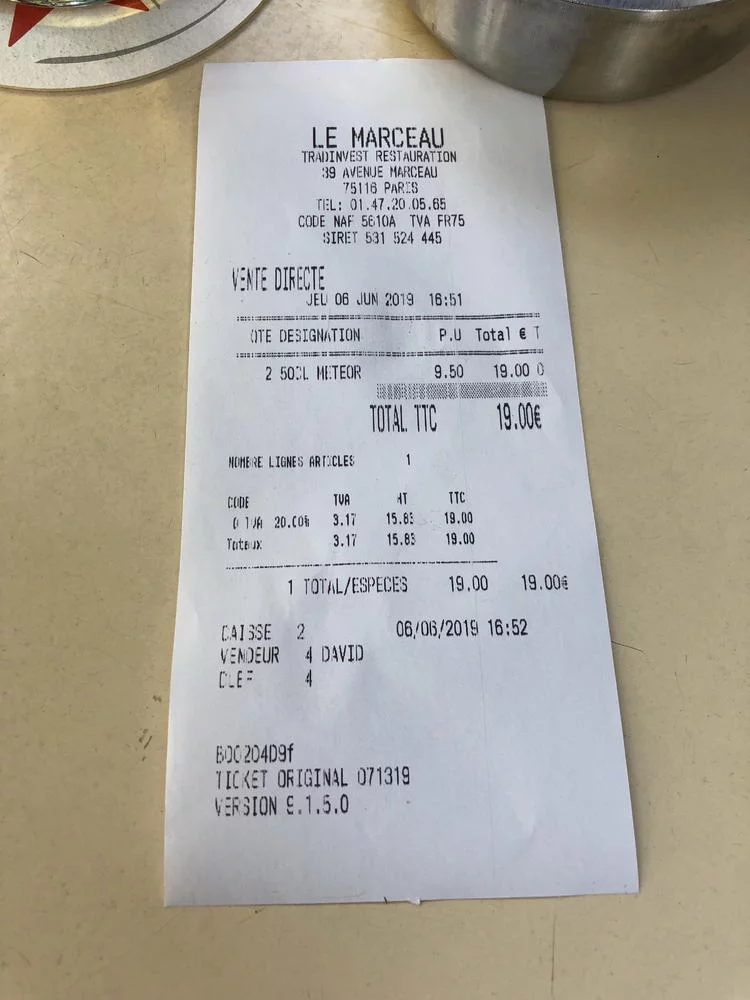 LE MARCEAU
TRADINVEST RESTAURATION
39 AVENUE MARCEAU
75116 PARIS
TEL: 01.47.20.05.65
CODE NAF 5610A TVA FR75
SIRET 531 524 445
VENTE DIRECTE
JEU 06 JUN 2019 16:51
QTE DESIGNATION P.U Total € T
2 50CL METEOR 9.50 19.00 0
TOTAL TTC 19.00€
NOMBRE LIGNES ARTICLES 1
CODE TVA HT TTC
0 TVA 20.00% 3.17 15.83 19.00
Totaux 3.17 15.83 19.00
1 TOTAL/ESPECES 19.00 19.00€
CAISSE 2 06/06/2019 16:52
VENDEUR 4 DAVID
CLEF 4
B00204D9f
TICKET ORIGINAL 071319
VERSION 9.1.5.0